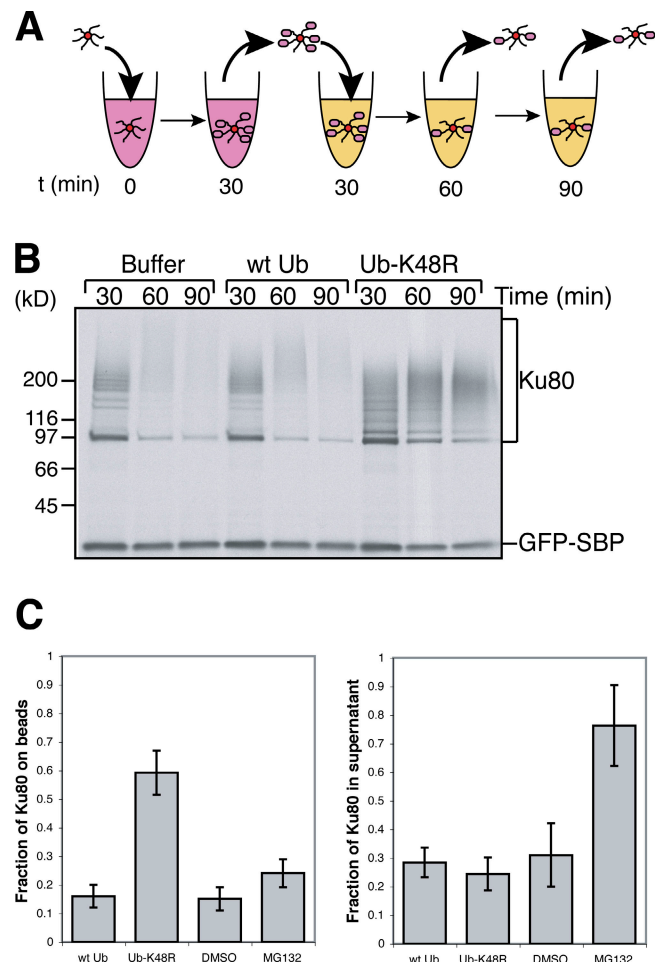 A
t (min) 0 30 30 60 90
B
Buffer wt Ub Ub-K48R
(kD) 30 60 90 30 60 90 30 60 90 Time (min)
200 Ku80
116
97
66
45
GFP-SBP
C
Fraction of Ku80 on beads
1
0.9
0.8
0.7
0.6
0.5
0.4
0.3
0.2
0.1
0
wt Ub Ub-K48R DMSO MG132
Fraction of Ku80 in supernatant
1
0.9
0.8
0.7
0.6
0.5
0.4
0.3
0.2
0.1
0
wt Ub Ub-K48R DMSO MG132